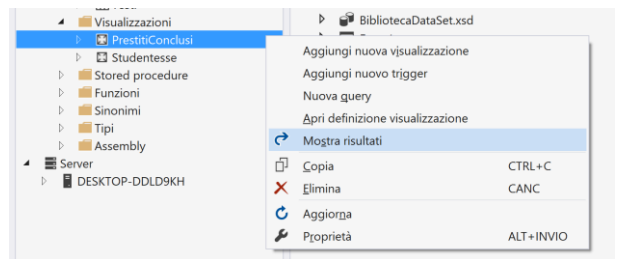 Visualizzazioni
PrestitiConclusi
Studentesse
Stored procedure
Funzioni
Sinonimi
Tipi
Assembly
Server
DESKTOP-DDLD9KH
BibliotecaDataSet.xsd
Aggiungi nuova visualizzazione
Aggiungi nuovo trigger
Nuova query
Apri definizione visualizzazione
Mostra risultati
Copia CTRL+C
Elimina CANC
Aggiorna
Proprietà ALT+INVIO